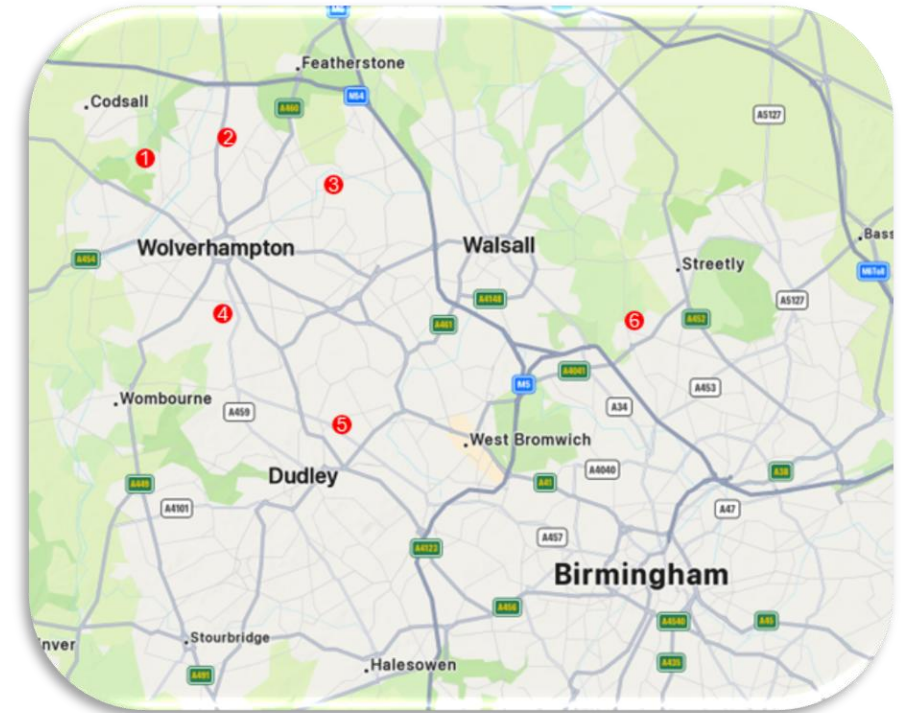 M6
Featherstone
Codsall
A460
M54
A5127
2
1
3
Wolverhampton
Walsall
Bass
A454
Streetly
M6Toll
A4148
A5127
4
A461
6
A452
A4041
M5
A453
Wombourne
A34
A459
5
West Bromwich
Dudley
A4040
A38
A449
A41
A4101
A47
A457
A4123
Birmingham
A456
A4540
A45
inver
Stourbridge
Halesowen
A435
A491